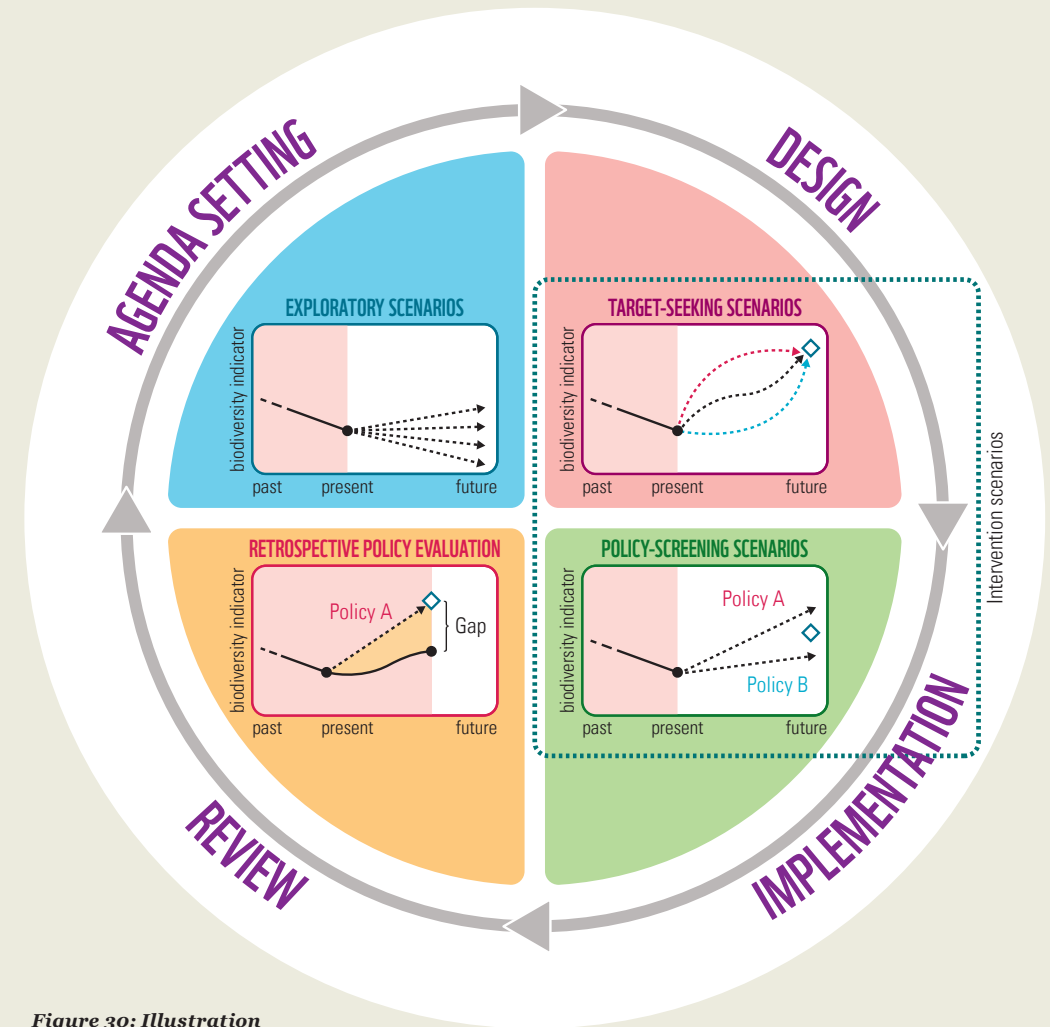 AGENDA SETTING
DESIGN
EXPLORATORY SCENARIOS
biodiversity indicator
past present future
TARGET-SEEKING SCENARIOS
biodiversity indicator
past present future
Intervention scenarios
RETROSPECTIVE POLICY EVALUATION
biodiversity indicator
Policy A
Gap
past present future
POLICY-SCREENING SCENARIOS
biodiversity indicator
Policy A
Policy B
past present future
REVIEW
IMPLEMENTATION
Figure 30: Illustration